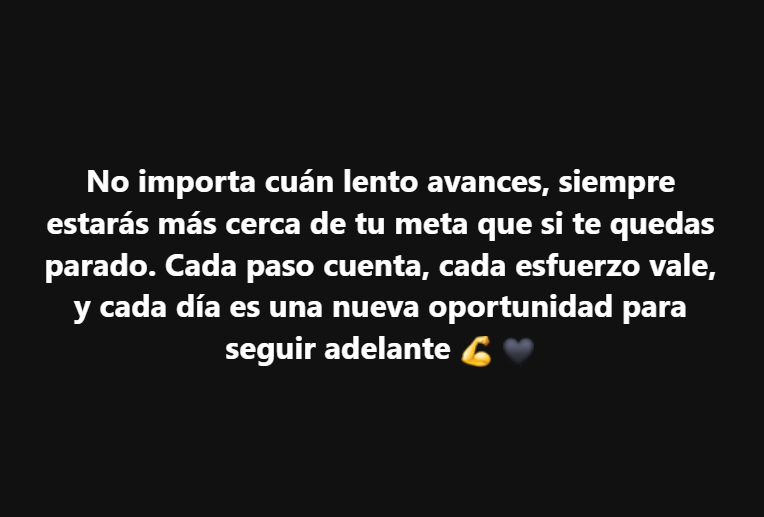 No importa cuán lento avances, siempre
estarás más cerca de tu meta que si te quedas
parado. Cada paso cuenta, cada esfuerzo vale,
y cada día es una nueva oportunidad para
seguir adelante 💪 🖤